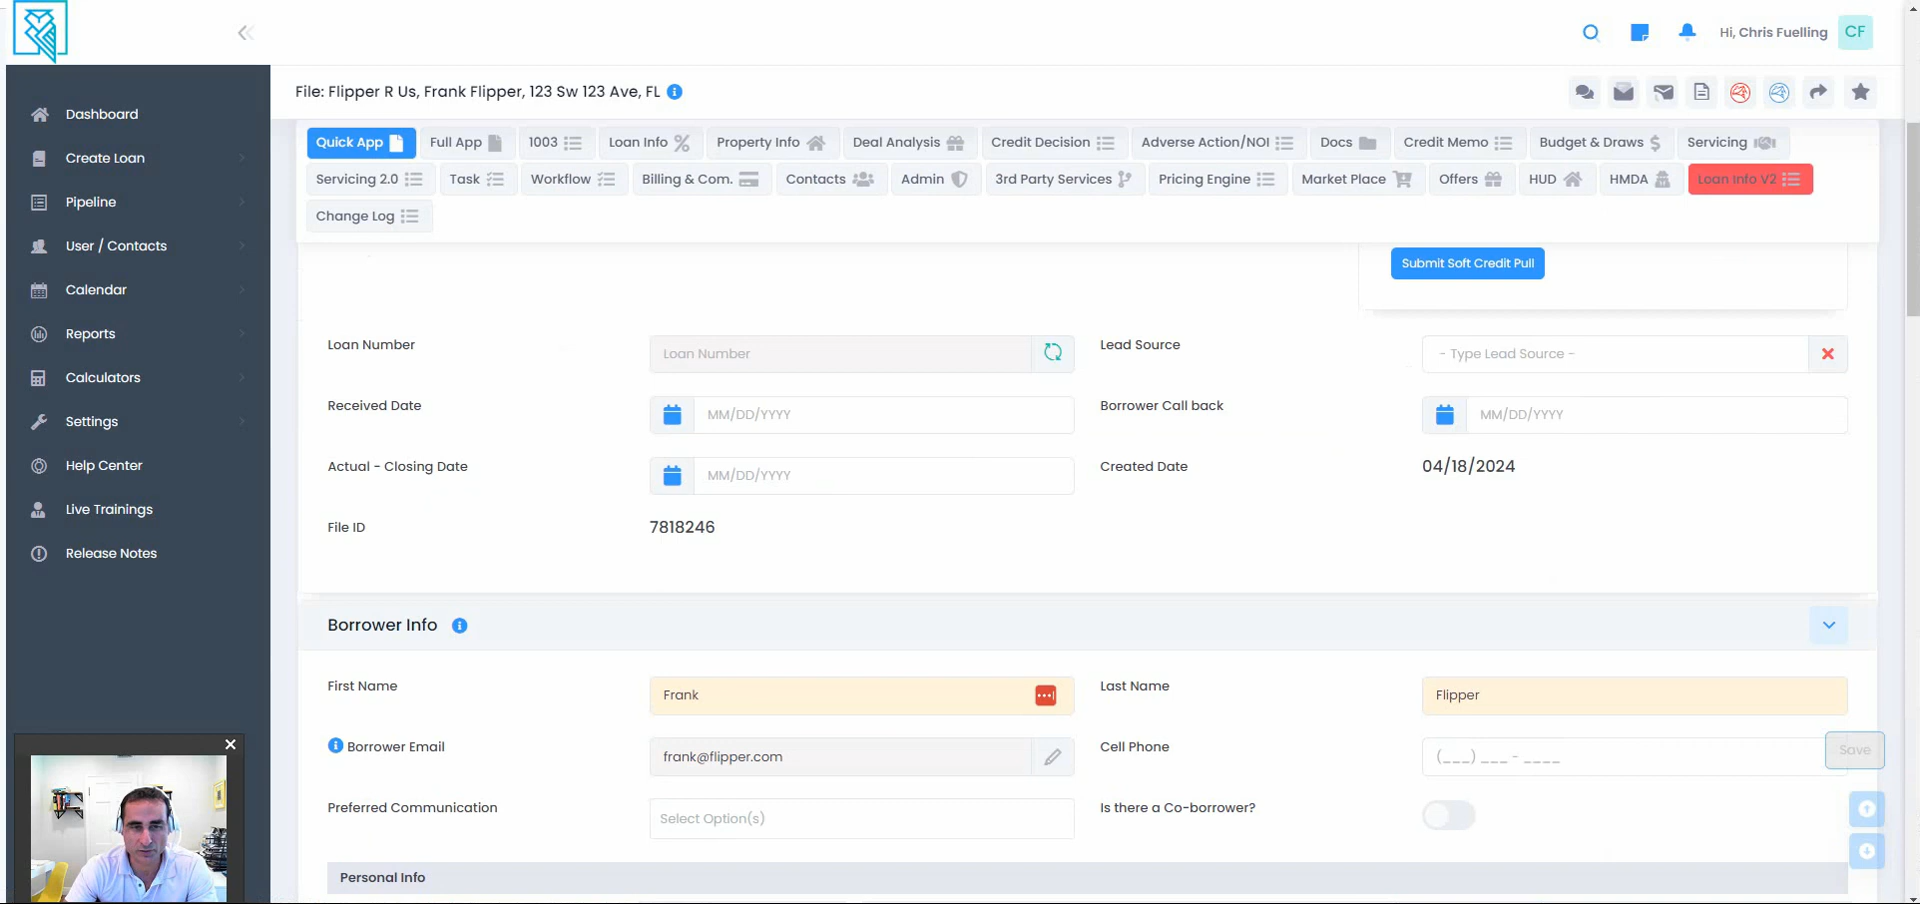 Hi, Chris Fuelling CF
File: Flipper R Us, Frank Flipper, 123 Sw 123 Ave, FL
Dashboard
Create Loan
Pipeline
User / Contacts
Calendar
Reports
Calculators
Settings
Help Center
Live Trainings
Release Notes
Quick App Full App 1003 Loan Info Property Info Deal Analysis Credit Decision Adverse Action/NOI Docs Credit Memo Budget & Draws Servicing
Servicing 2.0 Task Workflow Billing & Com. Contacts Admin 3rd Party Services Pricing Engine Market Place Offers HUD HMDA Loan Info V2
Change Log
Submit Soft Credit Pull
Loan Number Loan Number Lead Source - Type Lead Source -
Received Date MM/DD/YYYY Borrower Call back MM/DD/YYYY
Actual - Closing Date MM/DD/YYYY Created Date 04/18/2024
File ID 7818246
Borrower Info
First Name Frank Last Name Flipper
Borrower Email frank@flipper.com Cell Phone (___) ___ - ____
Save
Preferred Communication Select Option(s) Is there a Co-borrower?
Personal Info